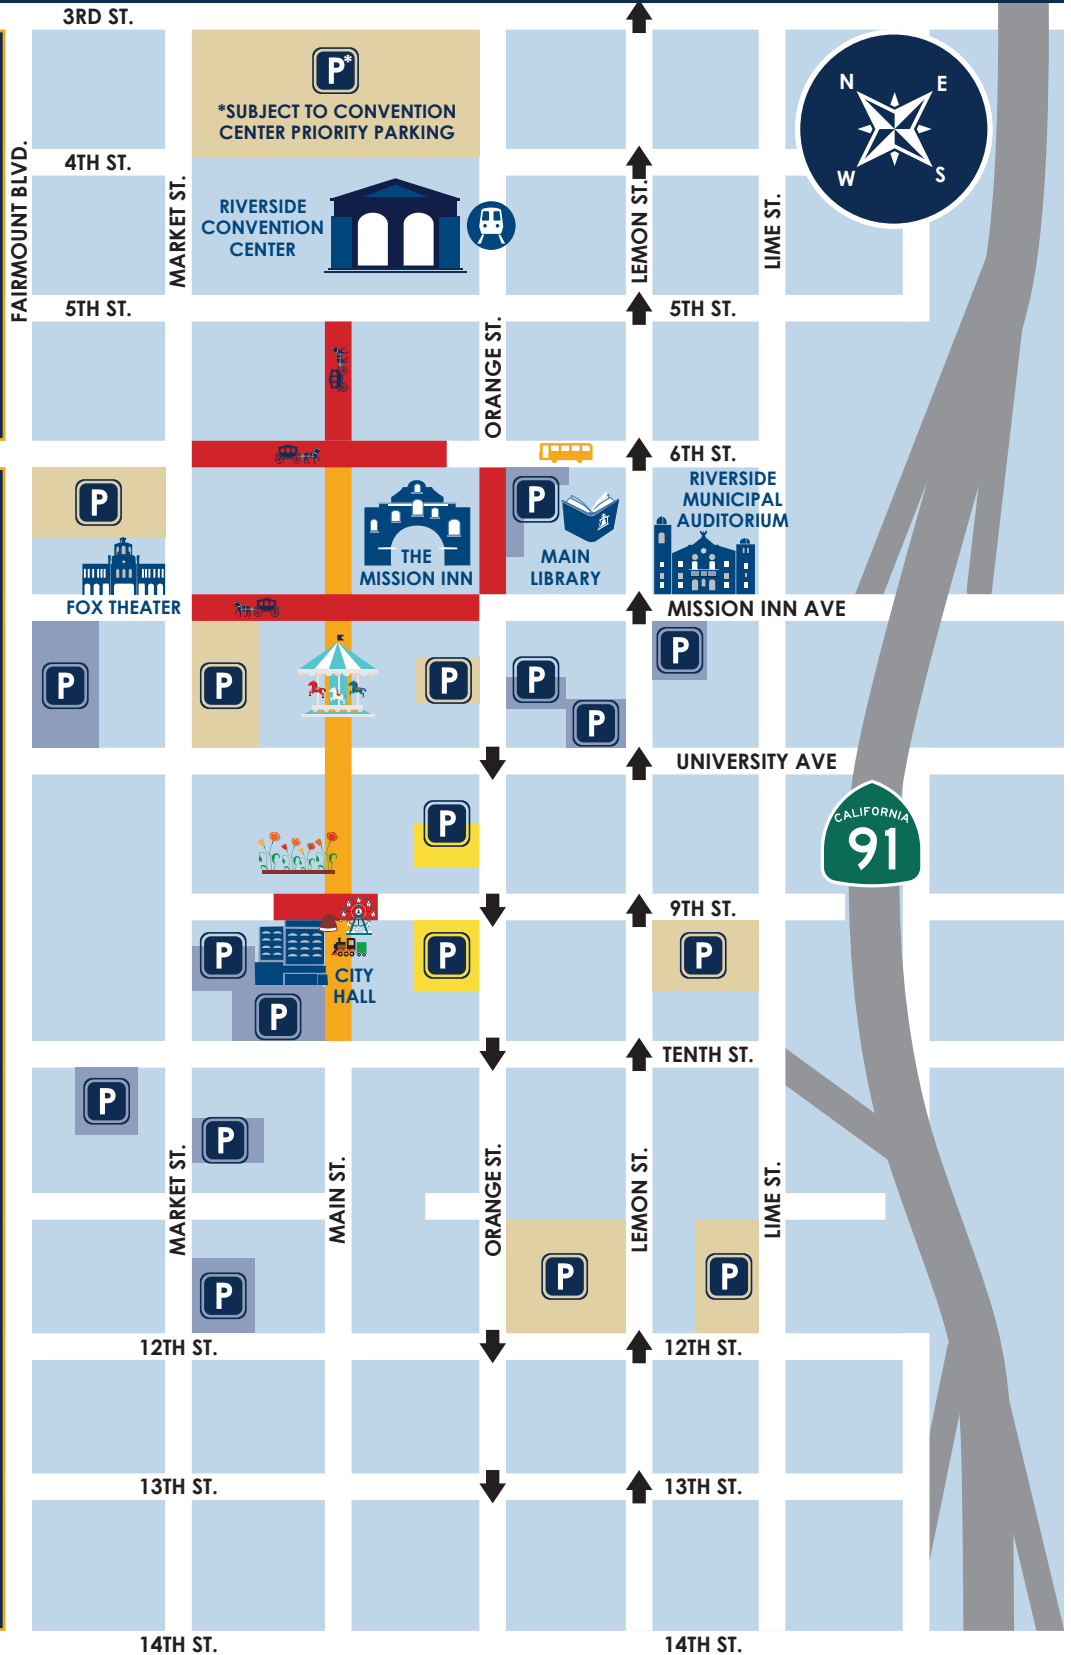 3RD ST.
P*
*SUBJECT TO CONVENTION
CENTER PRIORITY PARKING
N
E
W
S
FAIRMOUNT BLVD.
4TH ST.
MARKET ST.
RIVERSIDE
CONVENTION
CENTER
LEMON ST.
LIME ST.
5TH ST.
5TH ST.
ORANGE ST.
6TH ST.
P
P
RIVERSIDE
MUNICIPAL
AUDITORIUM
THE
MISSION INN
MAIN
LIBRARY
FOX THEATER
MISSION INN AVE
P
P
P
P
P
P
UNIVERSITY AVE
P
CALIFORNIA
91
9TH ST.
P
P
P
CITY
HALL
P
TENTH ST.
P
P
MARKET ST.
MAIN ST.
ORANGE ST.
LEMON ST.
LIME ST.
P
P
P
12TH ST.
12TH ST.
13TH ST.
13TH ST.
14TH ST.
14TH ST.